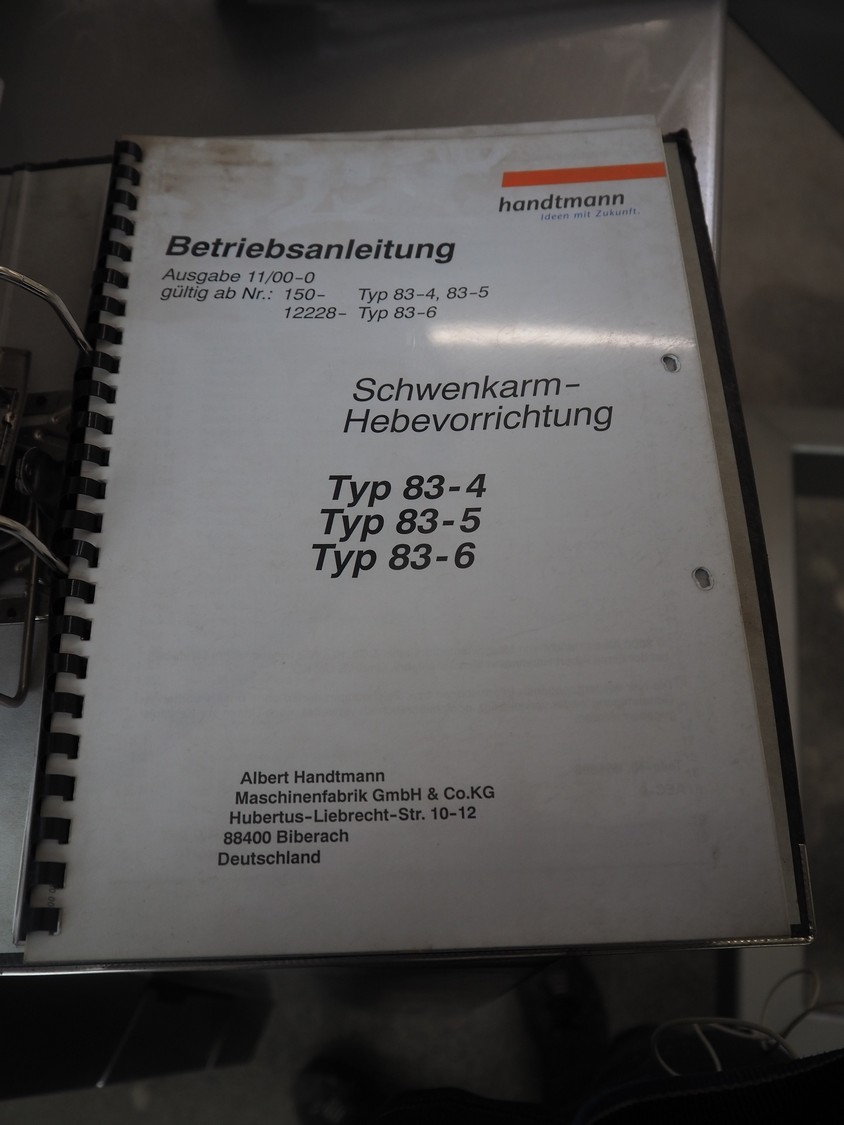 handtmann
Ideen mit Zukunft.
Betriebsanleitung
Ausgabe 11/00-0
gültig ab Nr.: 150- Typ 83-4, 83-5
12228- Typ 83-6
Schwenkarm-
Hebevorrichtung
Typ 83-4
Typ 83-5
Typ 83-6
Albert Handtmann
Maschinenfabrik GmbH & Co.KG
Hubertus-Liebrecht-Str. 10-12
88400 Biberach
Deutschland